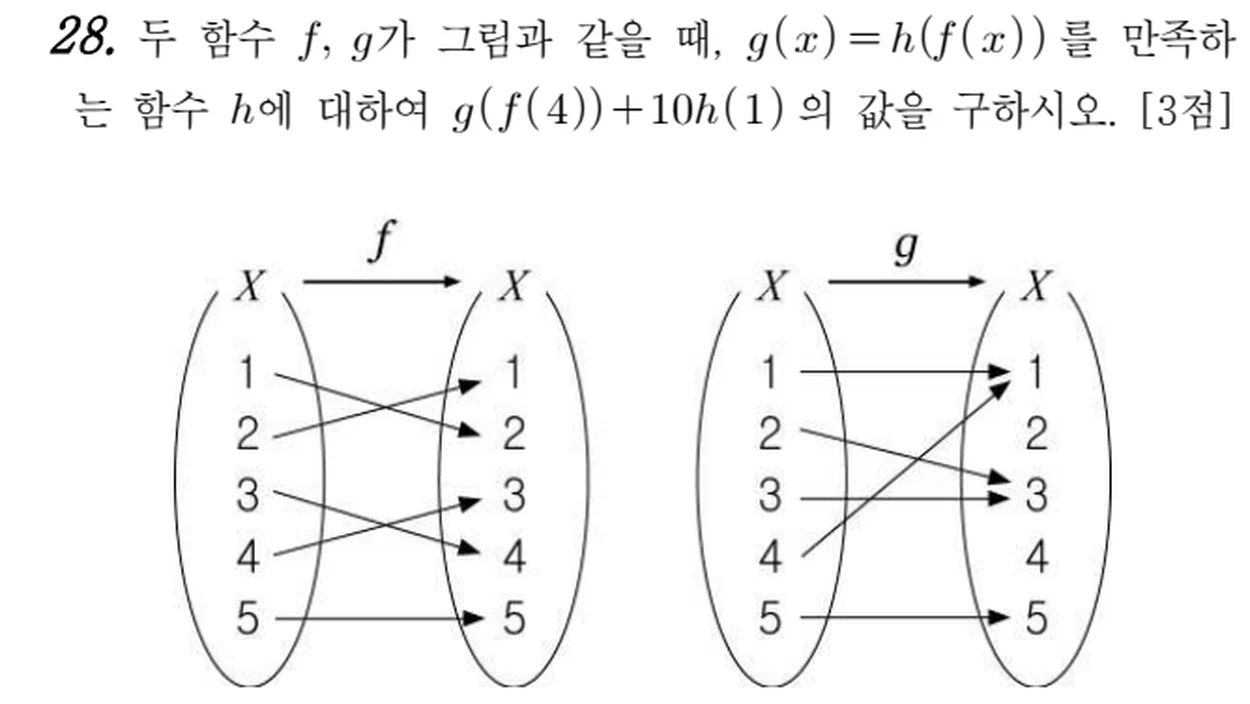 28. 두 함수 f, g가 그림과 같을 때, g(x)=h(f(x))를 만족하
는 함수 h에 대하여 g(f(4))+10h(1)의 값을 구하시오. [3점]
f
g
X X X X
1 1 1 1
2 2 2 2
3 3 3 3
4 4 4 4
5 5 5 5